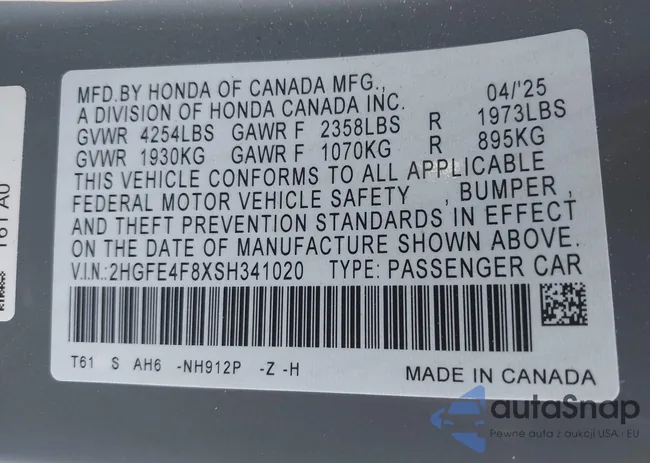 MFD.BY HONDA OF CANADA MFG., 04/'25
A DIVISION OF HONDA CANADA INC.
GVWR 4254LBS GAWR F 2358LBS R 1973LBS
GVWR 1930KG GAWR F 1070KG R 895KG
THIS VEHICLE CONFORMS TO ALL APPLICABLE
FEDERAL MOTOR VEHICLE SAFETY , BUMPER ,
AND THEFT PREVENTION STANDARDS IN EFFECT
ON THE DATE OF MANUFACTURE SHOWN ABOVE.
V.I.N.:2HGFE4F8XSH341020 TYPE: PASSENGER CAR
T61 S AH6 -NH912P -Z -H
MADE IN CANADA
T61 A0
autoSnap
Pewne auta z aukcji USA i EU